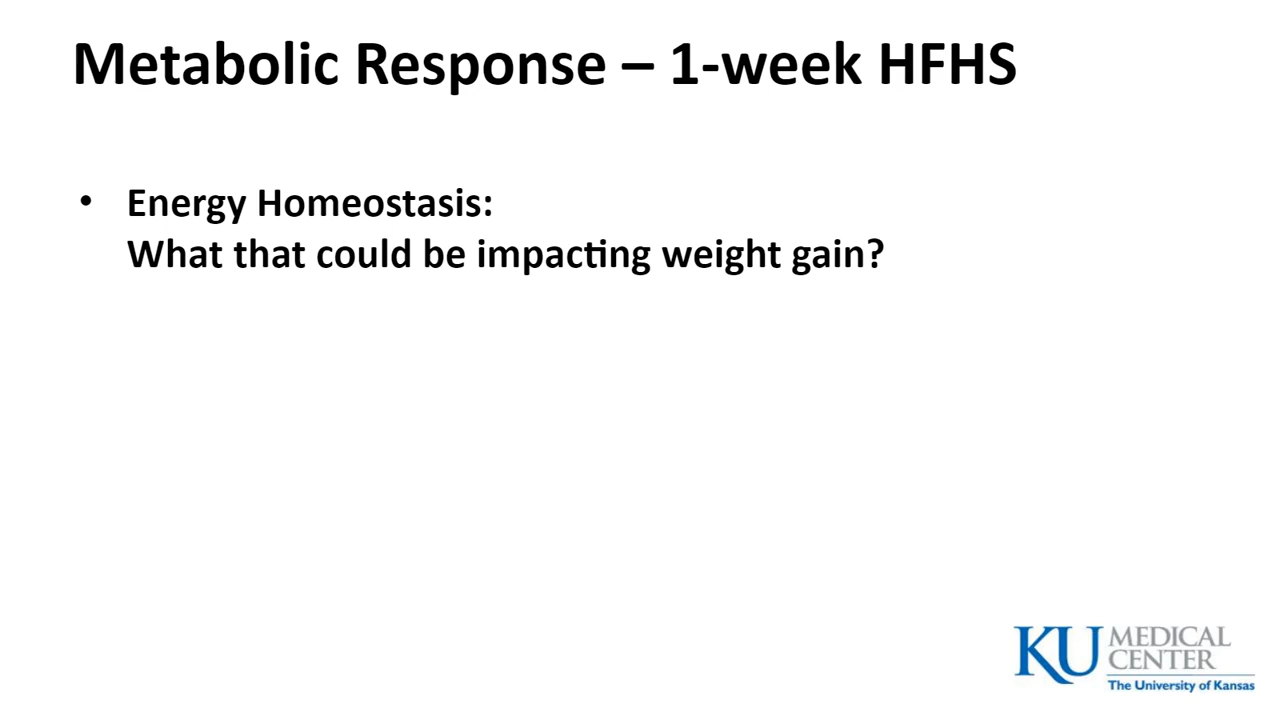 Metabolic Response – 1-week HFHS
• Energy Homeostasis:
What that could be impacting weight gain?
KU MEDICAL
CENTER
The University of Kansas